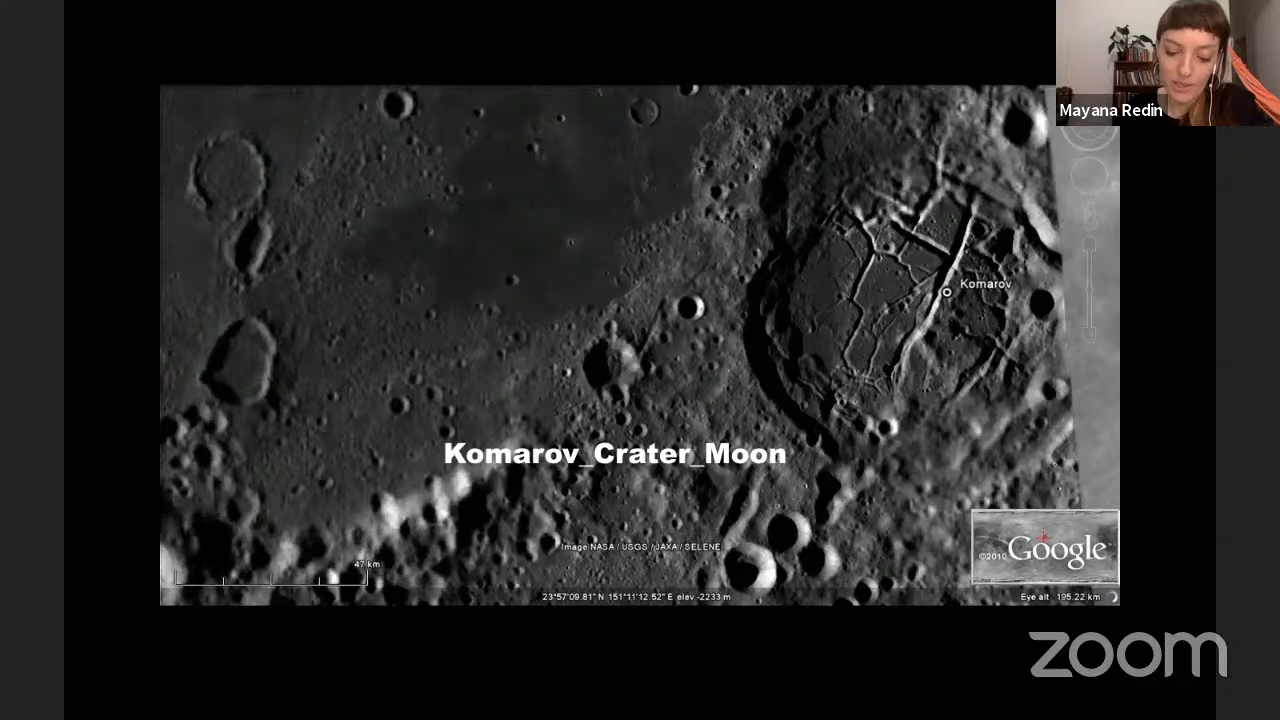 Mayana Redin
Komarov
Komarov_Crater_Moon
Image NASA / USGS / JAXA / SELENE
©2010 Google
47 km
23°57'09.81" N 151°11'12.52" E elev -2233 m
Eye alt 195.22 km
zoom